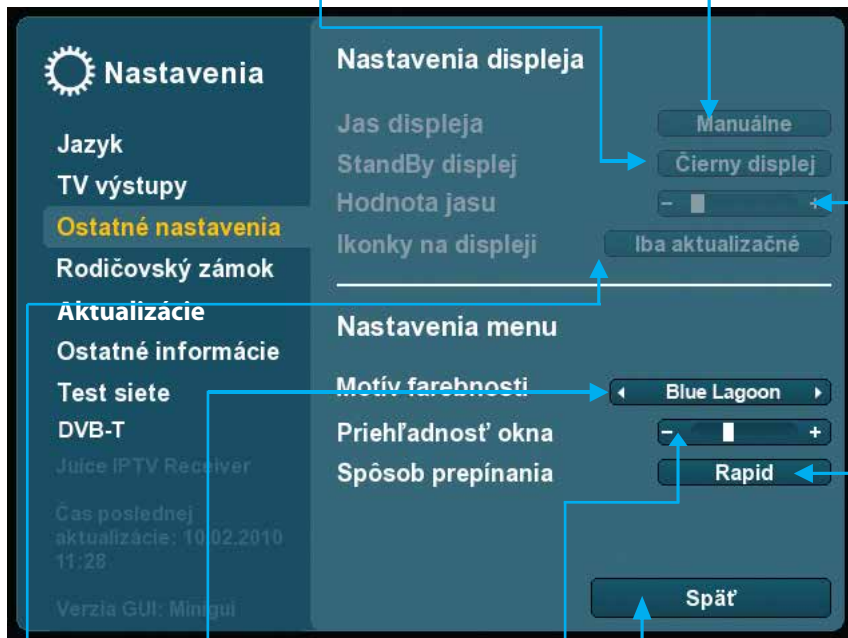 Nastavenia
Jazyk
TV výstupy
Ostatné nastavenia
Rodičovský zámok
Aktualizácie
Ostatné informácie
Test siete
DVB-T
Juice IPTV Receiver
Čas poslednej
aktualizácie: 10.02.2010
11:28
Verzia GUI: Minigui
Nastavenia displeja
Jas displeja Manuálne
StandBy displej Čierny displej
Hodnota jasu - +
Ikonky na displeji Iba aktualizačné
Nastavenia menu
Motív farebnosti Blue Lagoon
Priehľadnosť okna - +
Spôsob prepínania Rapid
Späť